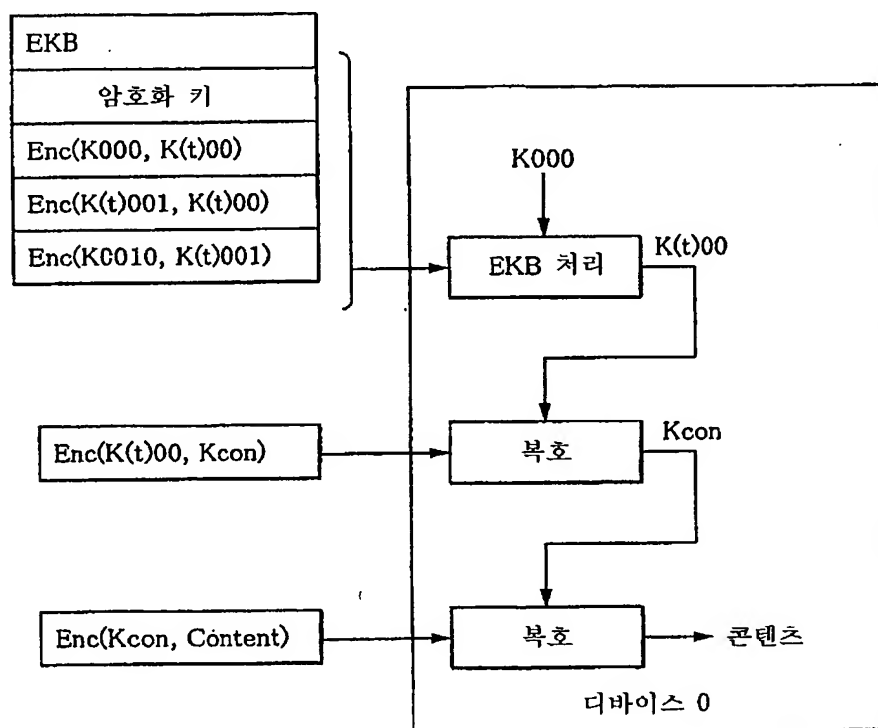 EKB
암호화 키
Enc(K000, K(t)00)
Enc(K(t)001, K(t)00)
Enc(K0010, K(t)001)
K000
EKB 처리
K(t)00
Enc(K(t)00, Kcon)
복호
Kcon
Enc(Kcon, Content)
복호
콘텐츠
디바이스 0